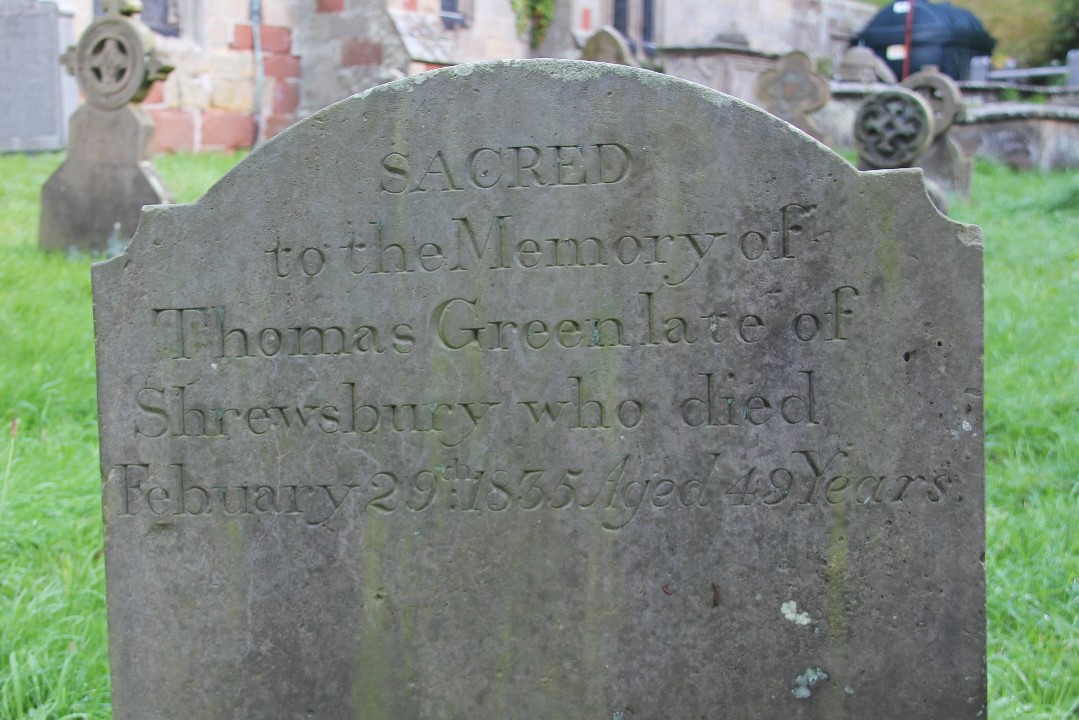 SACRED
to the Memory of
Thomas Green late of
Shrewsbury who died
Febuary 29th. 1835 Aged 49 Years.